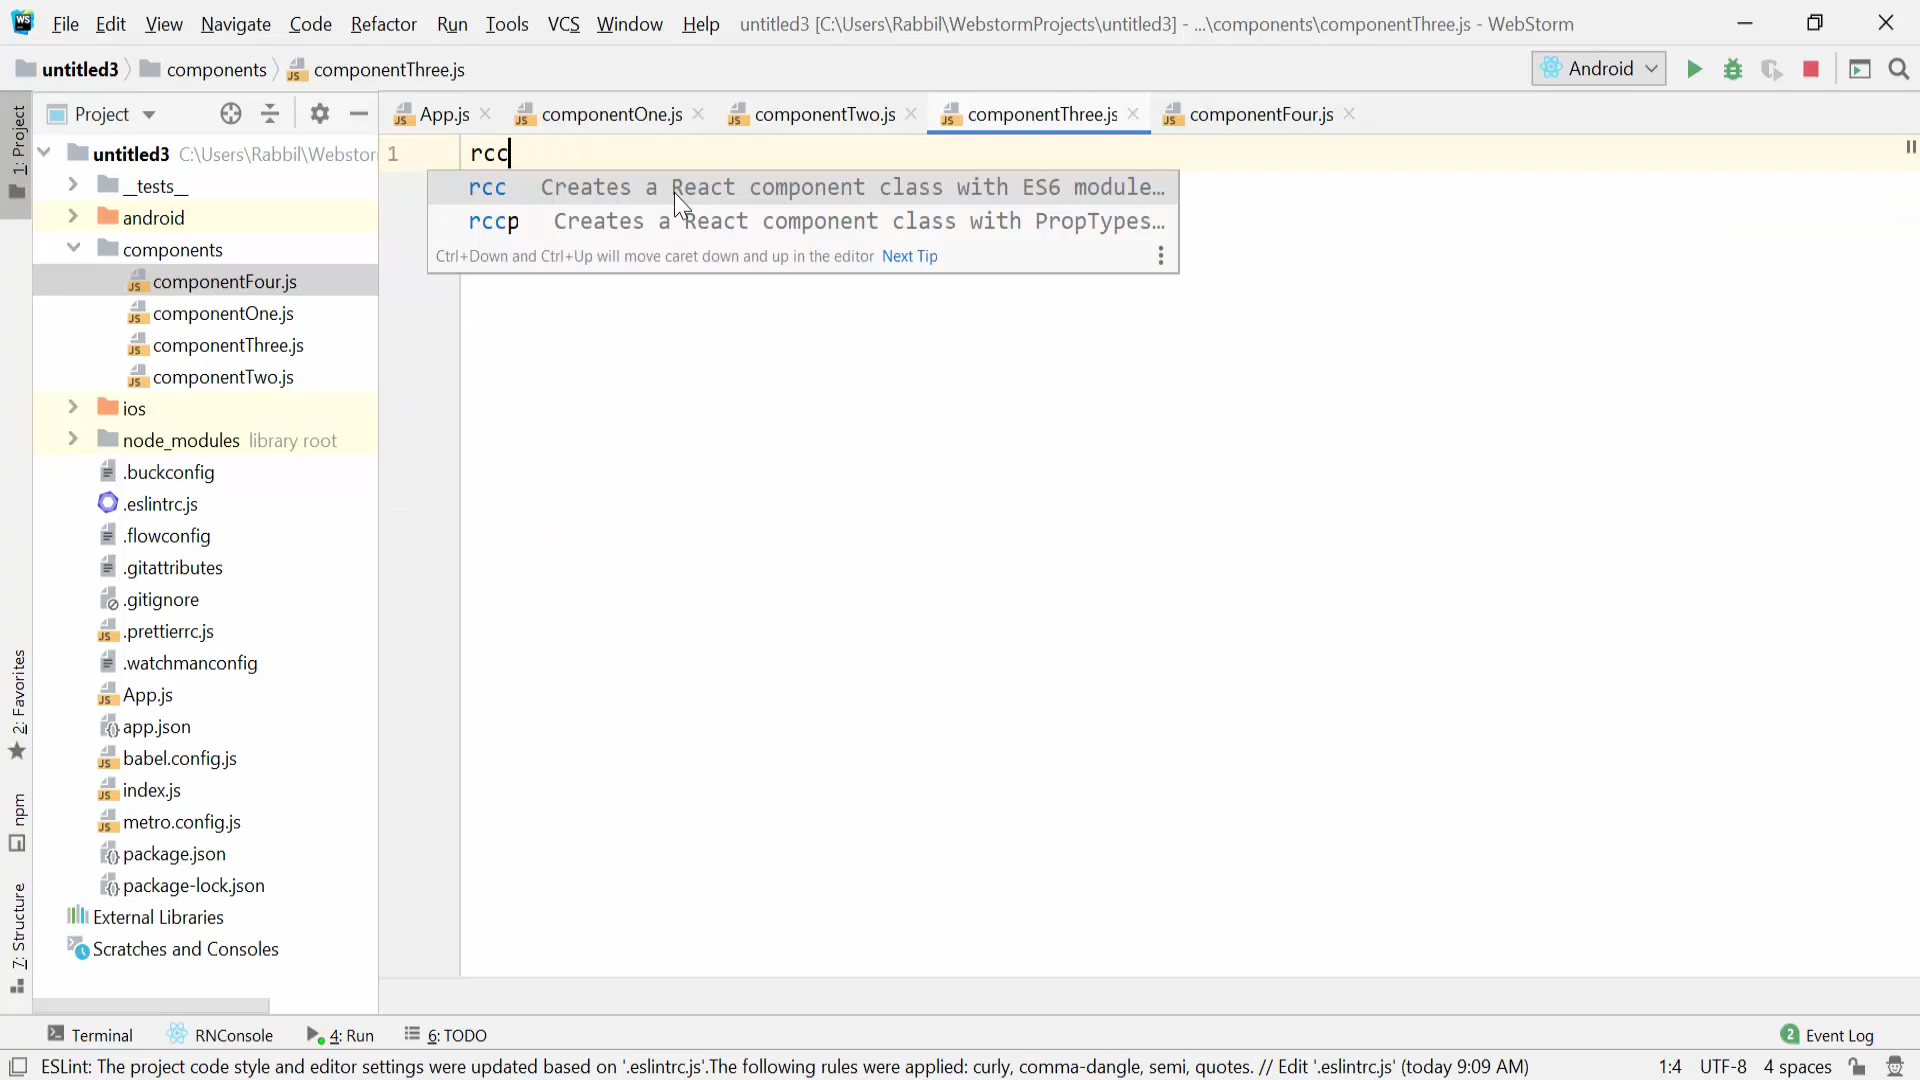 WS File Edit View Navigate Code Refactor Run Tools VCS Window Help untitled3 [C:\Users\Rabbil\WebstormProjects\untitled3] - ...\components\componentThree.js - WebStorm
untitled3 components componentThree.js Android
1: Project
Project
App.js componentOne.js componentTwo.js componentThree.js componentFour.js
untitled3 C:\Users\Rabbil\Webstor
__tests__
android
components
componentFour.js
componentOne.js
componentThree.js
componentTwo.js
ios
node_modules library root
.buckconfig
.eslintrc.js
.flowconfig
.gitattributes
.gitignore
.prettierrc.js
.watchmanconfig
App.js
app.json
babel.config.js
index.js
metro.config.js
package.json
package-lock.json
External Libraries
Scratches and Consoles
1 rcc
rcc Creates a React component class with ES6 module…
rccp Creates a React component class with PropTypes…
Ctrl+Down and Ctrl+Up will move caret down and up in the editor Next Tip
2: Favorites
npm
7: Structure
Terminal RNConsole 4: Run 6: TODO 2 Event Log
ESLint: The project code style and editor settings were updated based on '.eslintrc.js'.The following rules were applied: curly, comma-dangle, semi, quotes. // Edit '.eslintrc.js' (today 9:09 AM) 1:4 UTF-8 4 spaces